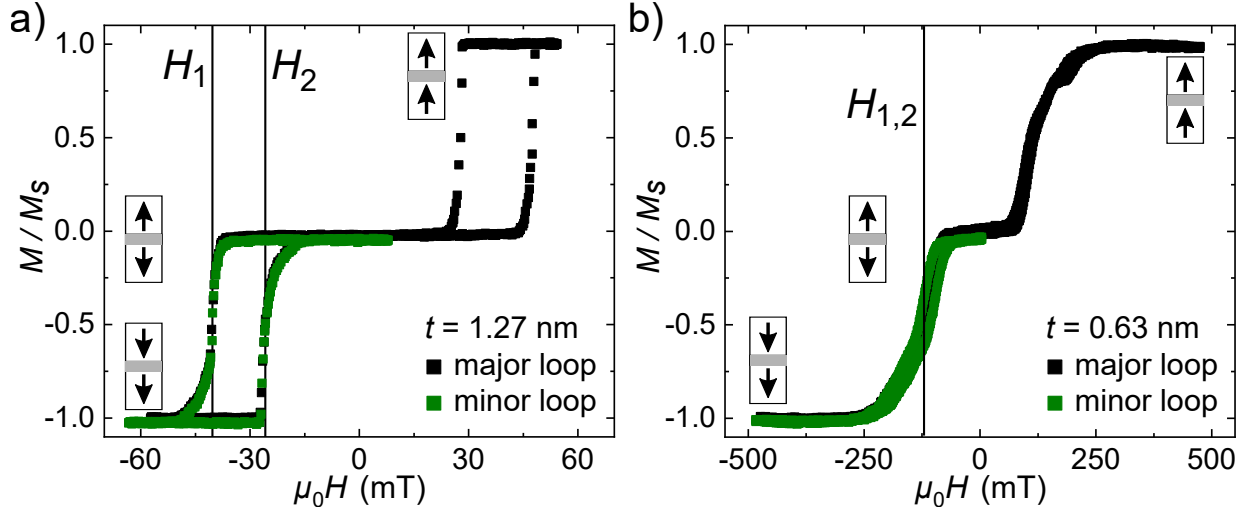 a)
H1
H2
1.0
0.5
0.0
-0.5
-1.0
M / MS
t = 1.27 nm
major loop
minor loop
-60
-30
0
30
60
μ0H (mT)
b)
H1,2
1.0
0.5
0.0
-0.5
-1.0
M / MS
t = 0.63 nm
major loop
minor loop
-500
-250
0
250
500
μ0H (mT)